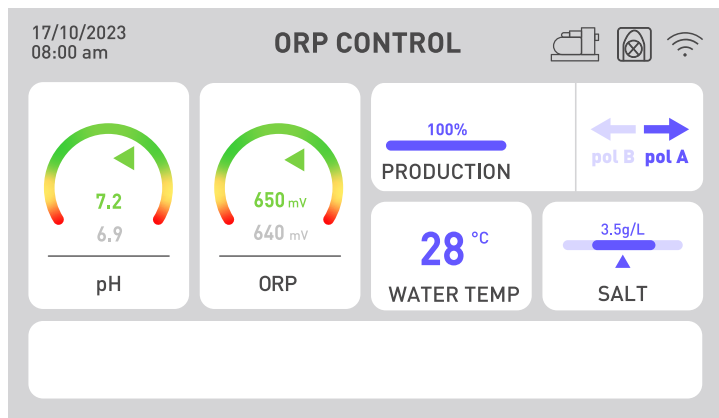 17/10/2023
08:00 am
ORP CONTROL
7.2
6.9
pH
650 mV
640 mV
ORP
100%
PRODUCTION
pol B pol A
28 °C
WATER TEMP
3.5g/L
SALT